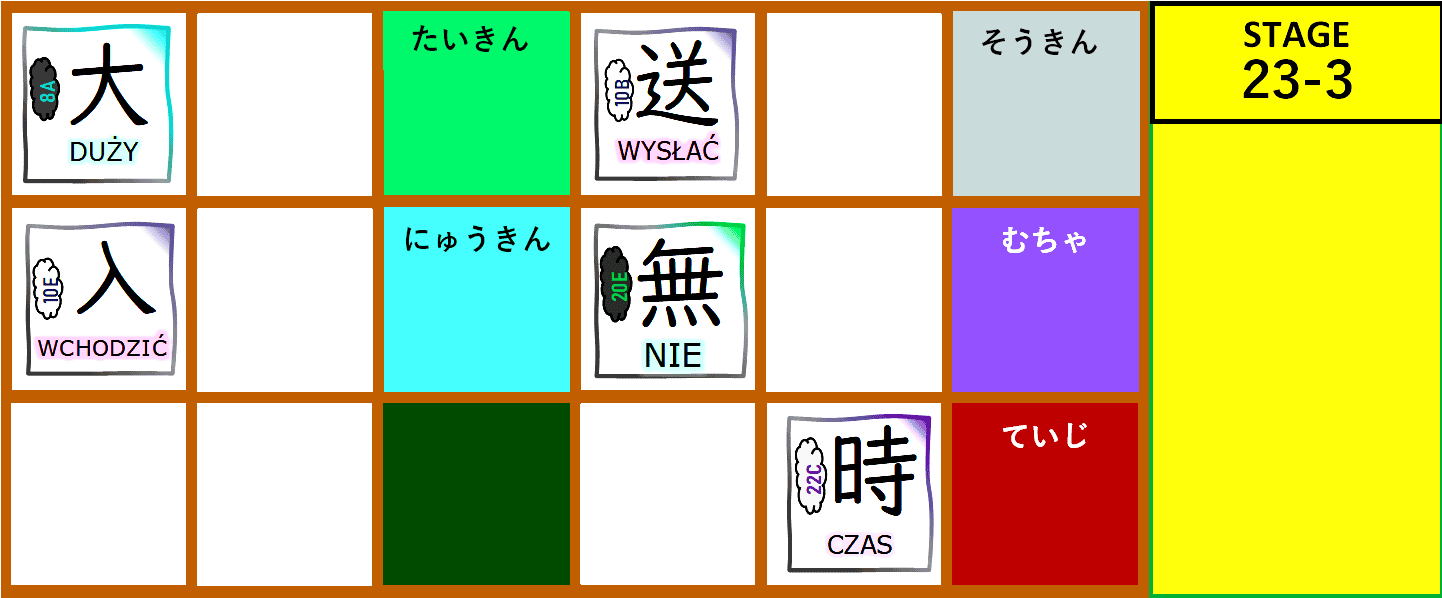 8A
大
DUŻY
たいきん
10B
送
WYSŁAĆ
そうきん
STAGE
23-3
10E
入
WCHODZIĆ
にゅうきん
20E
無
NIE
むちゃ
22C
時
CZAS
ていじ